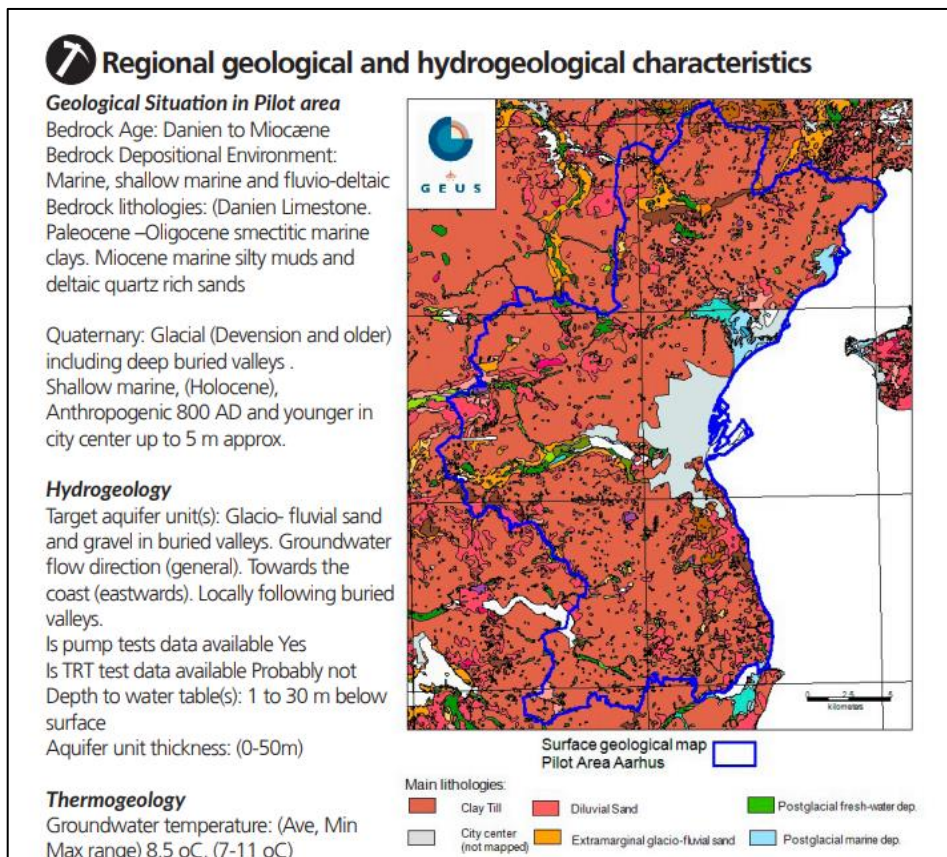 Regional geological and hydrogeological characteristics
Geological Situation in Pilot area
Bedrock Age: Danien to Miocæne
Bedrock Depositional Environment:
Marine, shallow marine and fluvio-deltaic
Bedrock lithologies: (Danien Limestone.
Paleocene –Oligocene smectitic marine
clays. Miocene marine silty muds and
deltaic quartz rich sands
Quaternary: Glacial (Devension and older)
including deep buried valleys .
Shallow marine, (Holocene),
Anthropogenic 800 AD and younger in
city center up to 5 m approx.
Hydrogeology
Target aquifer unit(s): Glacio- fluvial sand
and gravel in buried valleys. Groundwater
flow direction (general). Towards the
coast (eastwards). Locally following buried
valleys.
Is pump tests data available Yes
Is TRT test data available Probably not
Depth to water table(s): 1 to 30 m below
surface
Aquifer unit thickness: (0-50m)
Thermogeology
Groundwater temperature: (Ave, Min
Max range) 8.5 oC. (7-11 oC)
G E U S
0 2.5 5
kilometers
Surface geological map
Pilot Area Aarhus
Main lithologies:
Clay Till
Diluvial Sand
Postglacial fresh-water dep.
City center
(not mapped)
Extramarginal glacio-fluvial sand
Postglacial marine dep.